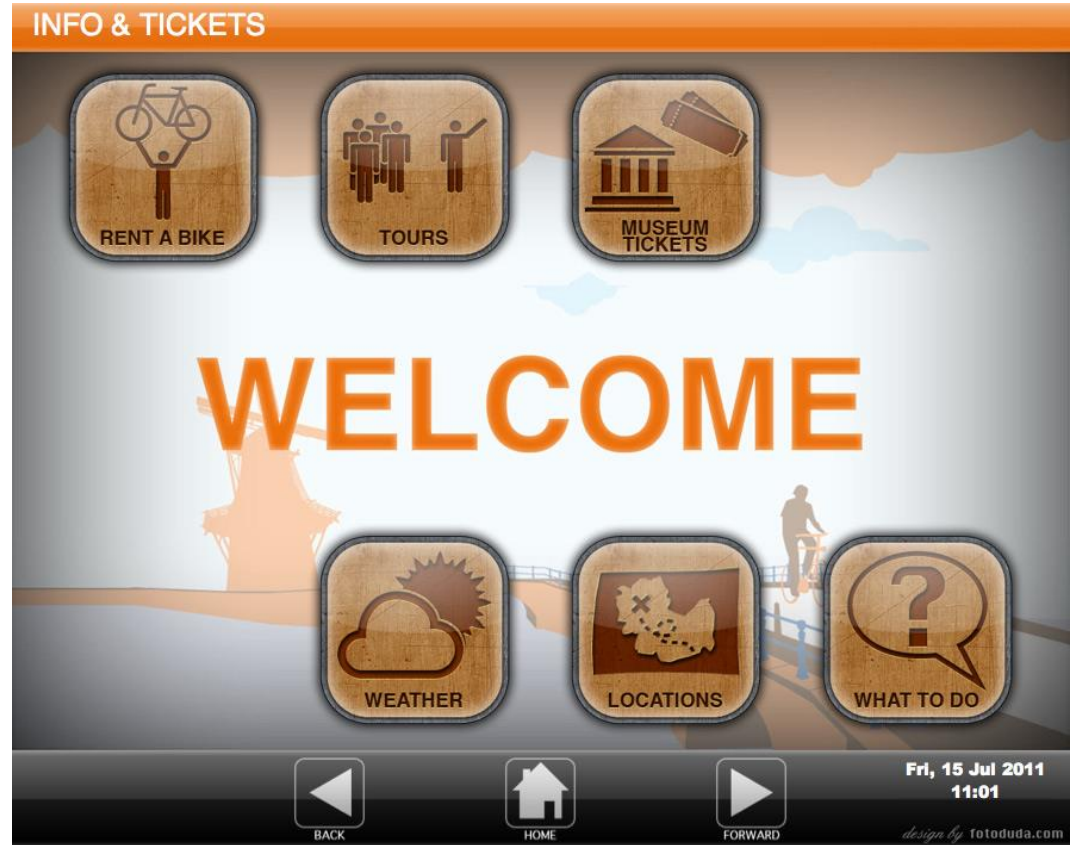 INFO & TICKETS
RENT A BIKE
TOURS
MUSEUM
TICKETS
WELCOME
WEATHER
LOCATIONS
WHAT TO DO
BACK
HOME
FORWARD
Fri, 15 Jul 2011
11:01
design by fotoduda.com